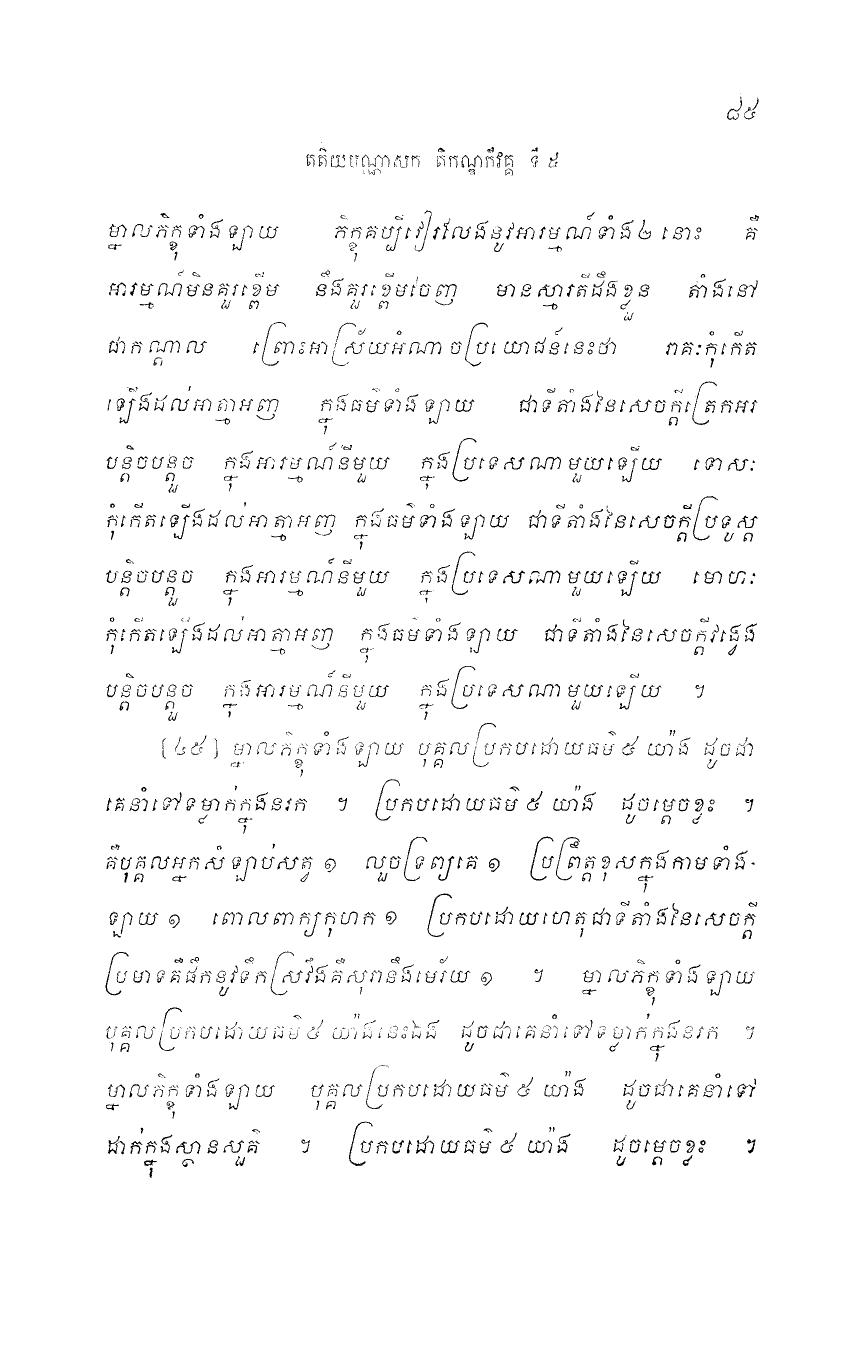 ៨៥
តតិយបណ្ណាសក តិកណ្ឌកីវគ្គ ទី ៥
ម្នាលភិក្ខុទាំងឡាយ ភិក្ខុគប្បីវៀរលែងនូវអារម្មណ៍ទាំង២ នោះ គឺ
អារម្មណ៍មិនគួរខ្ពើម នឹងគួរខ្ពើមចេញ មានស្មារតីដឹងខ្លួន តាំងនៅ
ជាកណ្តាល ព្រោះអាស្រ័យអំណាចប្រយោជន៍នេះថា រាគៈកុំកើត
ឡើងដល់អាត្មាអញ ក្នុងធម៌ទាំងឡាយ ជាទីតាំងនៃសេចក្តីត្រេកអរ
បន្តិចបន្តួច ក្នុងអារម្មណ៍នីមួយ ក្នុងប្រទេសណាមួយឡើយ ទោសៈ
កុំកើតឡើងដល់អាត្មាអញ ក្នុងធម៌ទាំងឡាយ ជាទីតាំងនៃសេចក្តីប្រទូស្ត
បន្តិចបន្តួច ក្នុងអារម្មណ៍នីមួយ ក្នុងប្រទេសណាមួយឡើយ មោហៈ
កុំកើតឡើងដល់អាត្មាអញ ក្នុងធម៌ទាំងឡាយ ជាទីតាំងនៃសេចក្តីវង្វេង
បន្តិចបន្តួច ក្នុងអារម្មណ៍នីមួយ ក្នុងប្រទេសណាមួយឡើយ ។
[៤៥] ម្នាលភិក្ខុទាំងឡាយ បុគ្គលប្រកបដោយធម៌ ៥ យ៉ាង ដូចជា
គេនាំទៅទម្លាក់ក្នុងនរក ។ ប្រកបដោយធម៌ ៥ យ៉ាង ដូចម្តេចខ្លះ ។
គឺបុគ្គលអ្នកសំឡាប់សត្វ ១ លួចទ្រព្យគេ ១ ប្រព្រឹត្តខុសក្នុងកាមទាំង-
ឡាយ ១ ពោលពាក្យកុហក ១ ប្រកបដោយហេតុជាទីតាំងនៃសេចក្តី
ប្រមាទគឺផឹកនូវទឹកស្រវឹងគឺសុរានឹងមេរ័យ ១ ។ ម្នាលភិក្ខុទាំងឡាយ
បុគ្គលប្រកបដោយធម៌ ៥ យ៉ាងនេះឯង ដូចជាគេនាំទៅទម្លាក់ក្នុងនរក ។
ម្នាលភិក្ខុទាំងឡាយ បុគ្គលប្រកបដោយធម៌ ៥ យ៉ាង ដូចជាគេនាំទៅ
ដាក់ក្នុងស្ថានសួគ៌ ។ ប្រកបដោយធម៌ ៥ យ៉ាង ដូចម្តេចខ្លះ ។